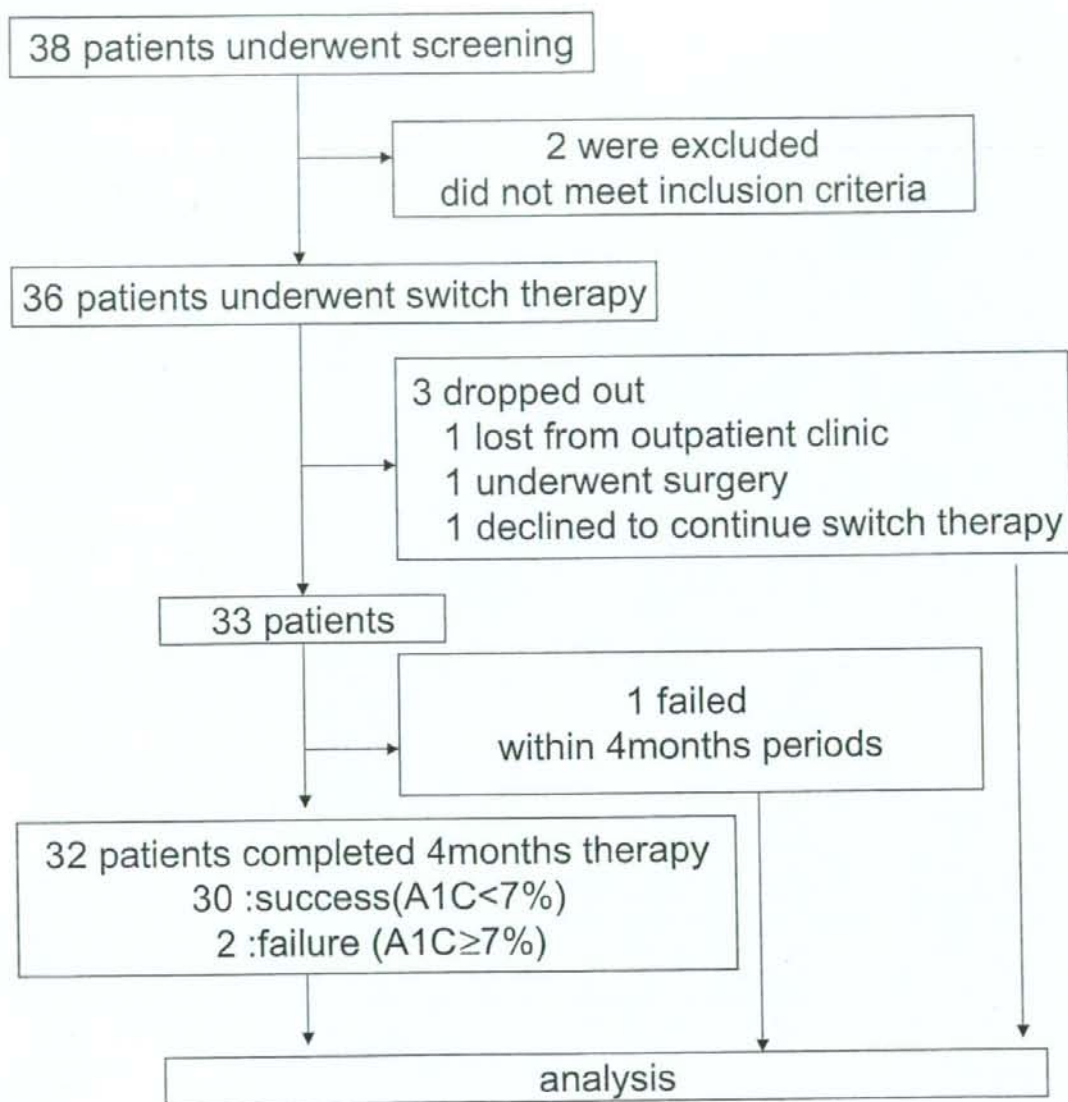 38 patients underwent screening
2 were excluded
did not meet inclusion criteria
36 patients underwent switch therapy
3 dropped out
1 lost from outpatient clinic
1 underwent surgery
1 declined to continue switch therapy
33 patients
1 failed
within 4months periods
32 patients completed 4months therapy
30 :success(A1C<7%)
2 :failure (A1C≥7%)
analysis